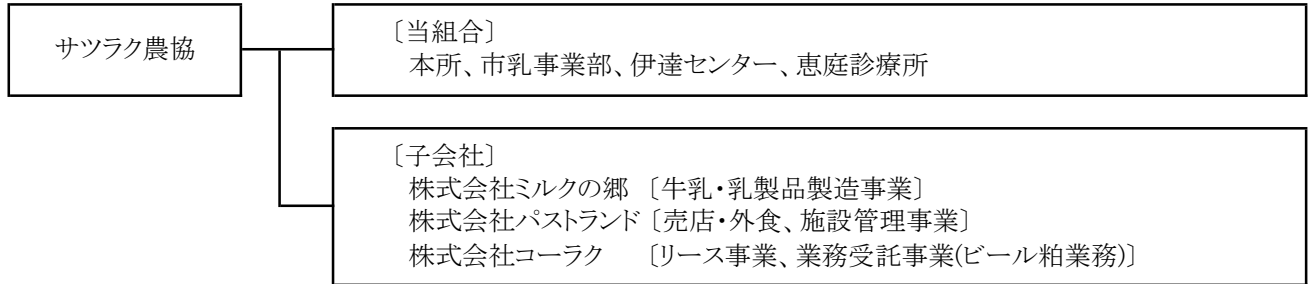 サツラク農協
〔当組合〕
本所、市乳事業部、伊達センター、恵庭診療所
〔子会社〕
株式会社ミルクの郷 〔牛乳・乳製品製造事業〕
株式会社パストランド〔売店・外食、施設管理事業〕
株式会社コーラク 〔リース事業、業務受託事業(ビール粕業務)〕